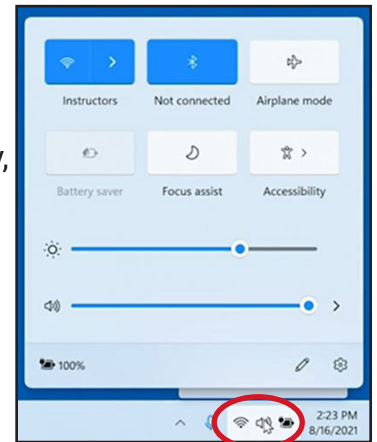 Instructors Not connected Airplane mode
y,
Battery saver Focus assist Accessibility
100%
2:23 PM
8/16/2021